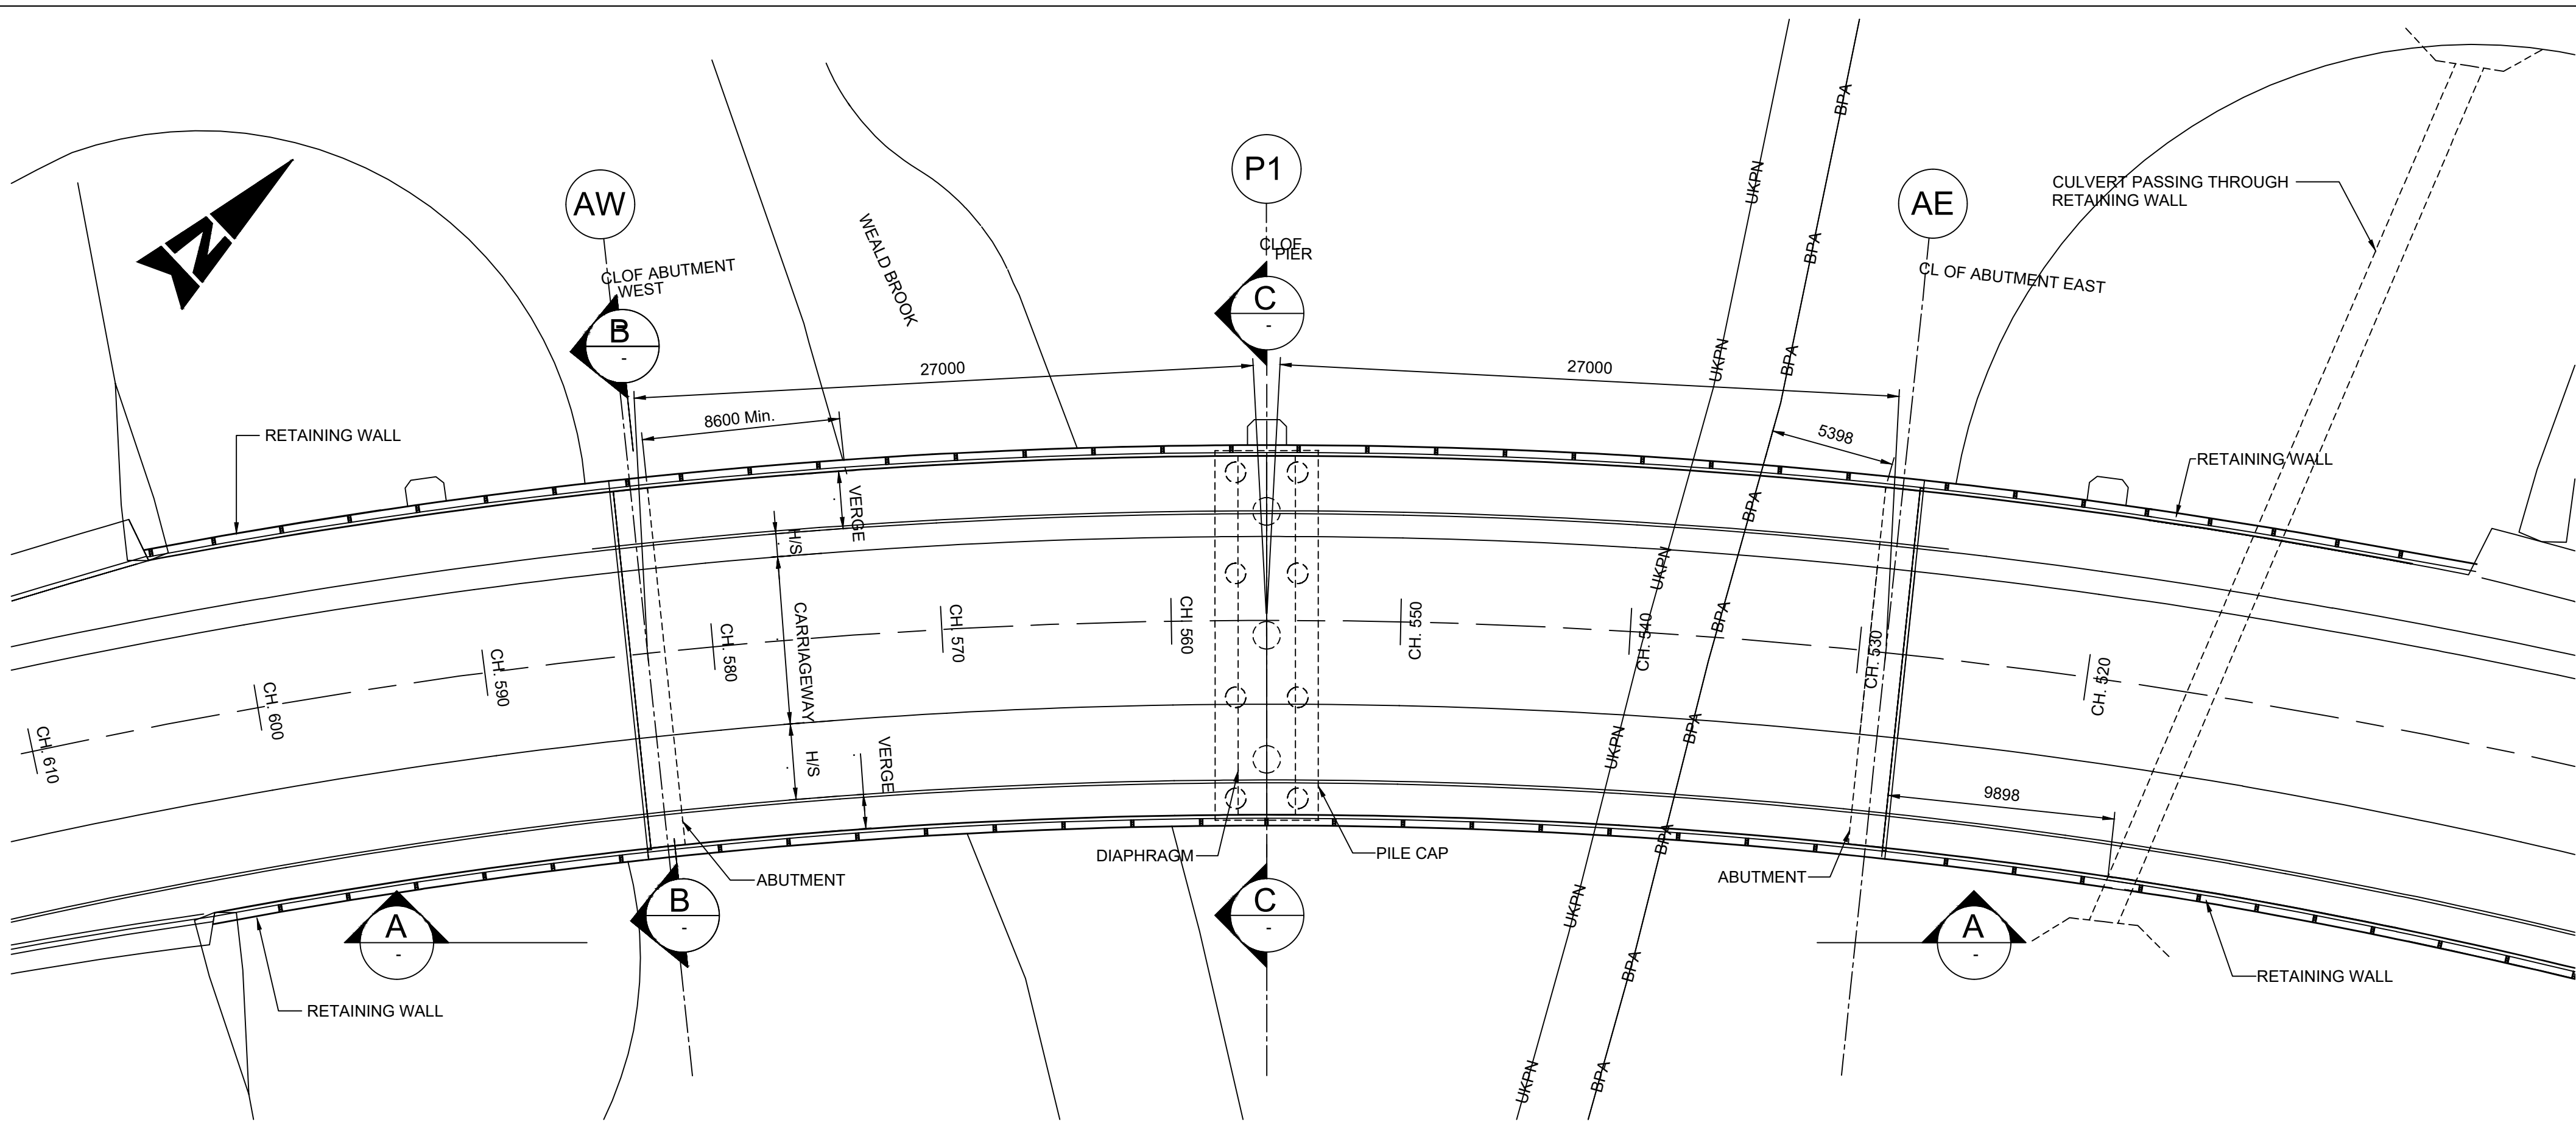 N
AW
P1
AE
CULVERT PASSING THROUGH
RETAINING WALL
CLOF ABUTMENT
WEST
WEALD BROOK
CLOF
PIER
CL OF ABUTMENT EAST
B
-
C
-
UKPN
UKPN
UKPN
UKPN
UKPN
UKPN
BPA
BPA
BPA
BPA
BPA
BPA
BPA
BPA
BPA
27000
27000
8600 Min.
5398
RETAINING WALL
RETAINING WALL
VERGE
H/S
CARRIAGEWAY
H/S
VERGE
CH. 610
CH. 600
CH. 590
CH. 580
CH. 570
CH. 560
CH. 550
CH. 540
CH. 530
CH. 520
9898
DIAPHRAGM
PILE CAP
ABUTMENT
ABUTMENT
A
-
B
-
C
-
A
-
RETAINING WALL
RETAINING WALL